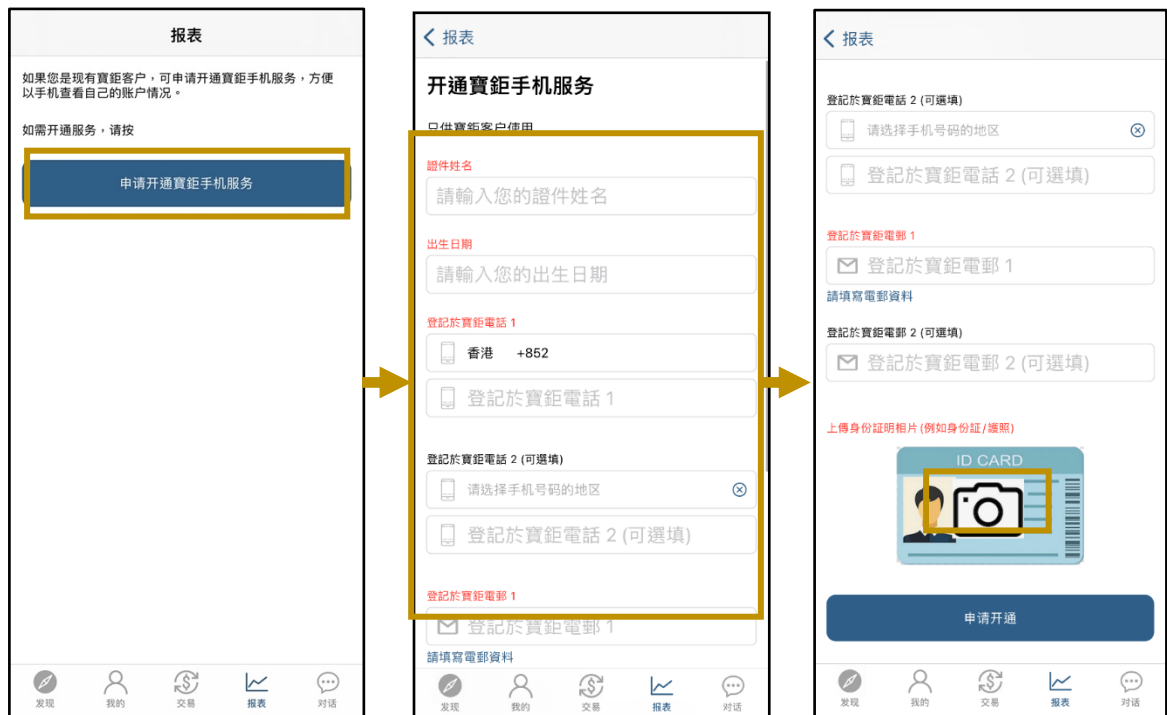 报表
如果您是现有寶鉅客户，可申请开通寶鉅手机服务，方便
以手机查看自己的账户情况。
如需开通服务，请按
申请开通寶鉅手机服务
发现
我的
交易
报表
对话
报表
开通寶鉅手机服务
只供寶鉅客户使用
證件姓名
請輸入您的證件姓名
出生日期
請輸入您的出生日期
登記於寶鉅電話 1
香港 +852
登記於寶鉅電話 1
登記於寶鉅電話 2 (可選填)
请选择手机号码的地区
登記於寶鉅電話 2 (可選填)
登記於寶鉅電郵 1
登記於寶鉅電郵 1
請填寫電郵資料
发现
我的
交易
报表
对话
报表
登記於寶鉅電話 2 (可選填)
请选择手机号码的地区
登記於寶鉅電話 2 (可選填)
登記於寶鉅電郵 1
登記於寶鉅電郵 1
請填寫電郵資料
登記於寶鉅電郵 2 (可選填)
登記於寶鉅電郵 2 (可選填)
上傳身份証明相片(例如身份証/護照)
ID CARD
申请开通
发现
我的
交易
报表
对话